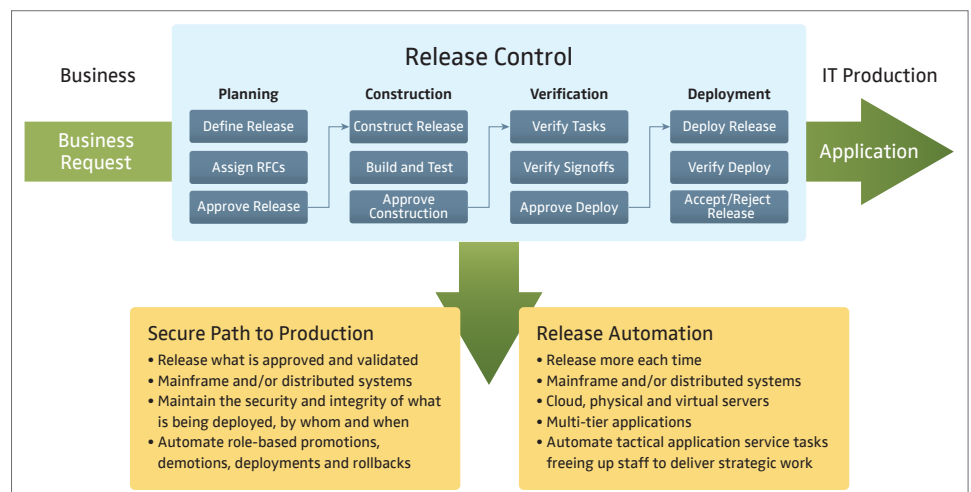 Release Control
Business
IT Production
Planning
Construction
Verification
Deployment
Business
Request
Define Release
Assign RFCs
Approve Release
Construct Release
Build and Test
Approve
Construction
Verify Tasks
Verify Signoffs
Approve Deploy
Deploy Release
Verify Deploy
Accept/Reject
Release
Application
Secure Path to Production
• Release what is approved and validated
• Mainframe and/or distributed systems
• Maintain the security and integrity of what
is being deployed, by whom and when
• Automate role-based promotions,
demotions, deployments and rollbacks
Release Automation
• Release more each time
• Mainframe and/or distributed systems
• Cloud, physical and virtual servers
• Multi-tier applications
• Automate tactical application service tasks
freeing up staff to deliver strategic work